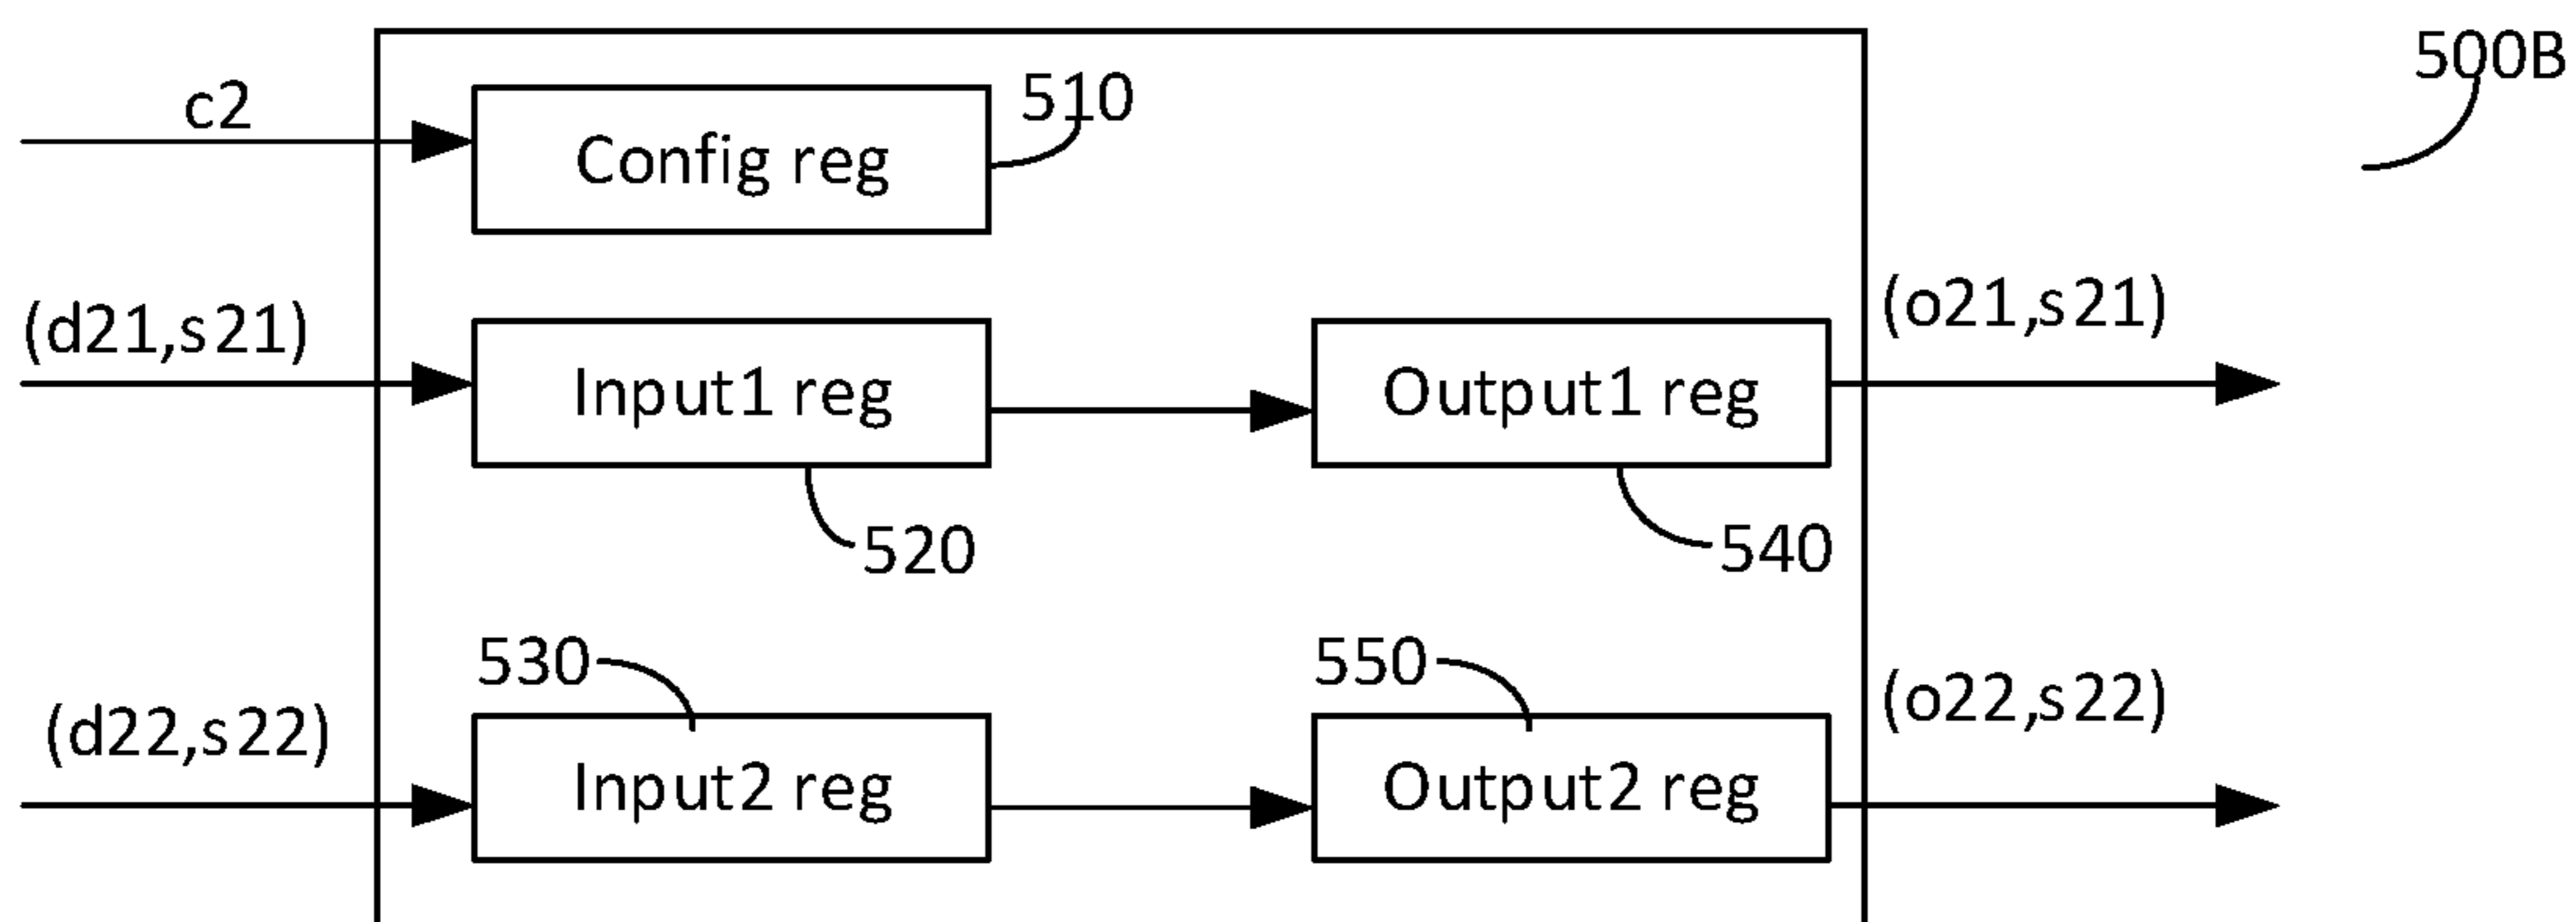 500B
c2
510
Config reg
(d21,s21)
(o21,s21)
Input1 reg
Output1 reg
520
540
530
550
(d22,s22)
(o22,s22)
Input2 reg
Output2 reg